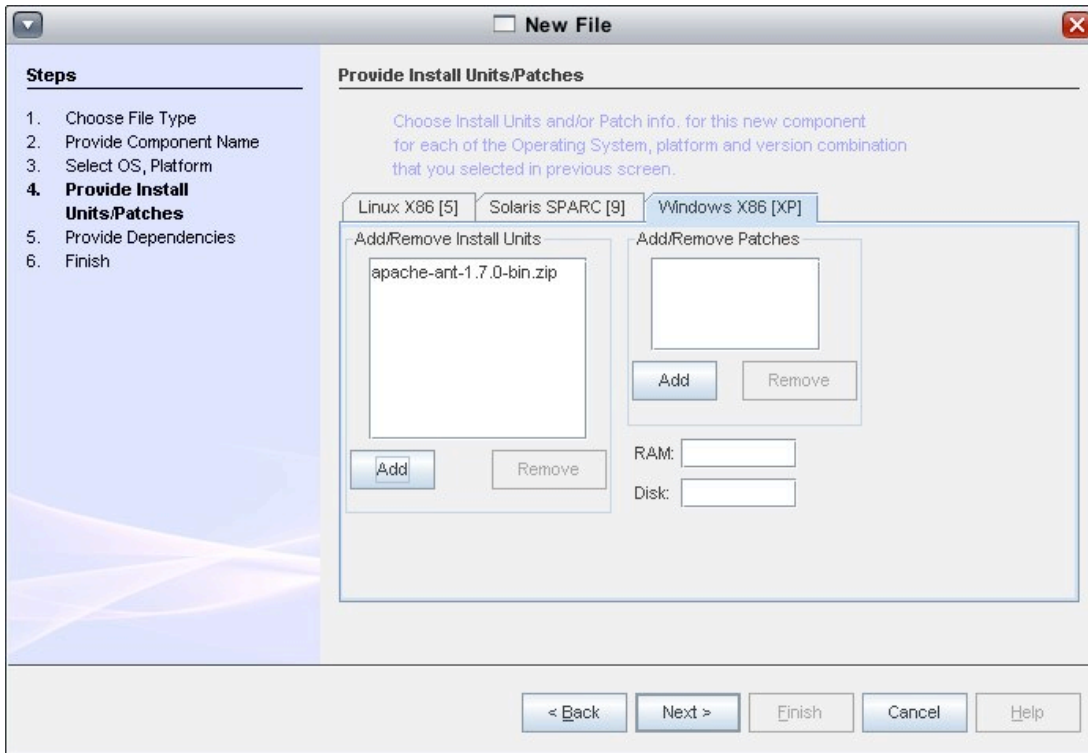 New File
Steps
1. Choose File Type
2. Provide Component Name
3. Select OS, Platform
4. Provide Install
Units/Patches
5. Provide Dependencies
6. Finish
Provide Install Units/Patches
Choose Install Units and/or Patch info. for this new component
for each of the Operating System, platform and version combination
that you selected in previous screen.
Linux X86 [5] Solaris SPARC [9] Windows X86 [XP]
Add/Remove Install Units
apache-ant-1.7.0-bin.zip
Add Remove
Add/Remove Patches
Add Remove
RAM:
Disk:
< Back Next > Finish Cancel Help